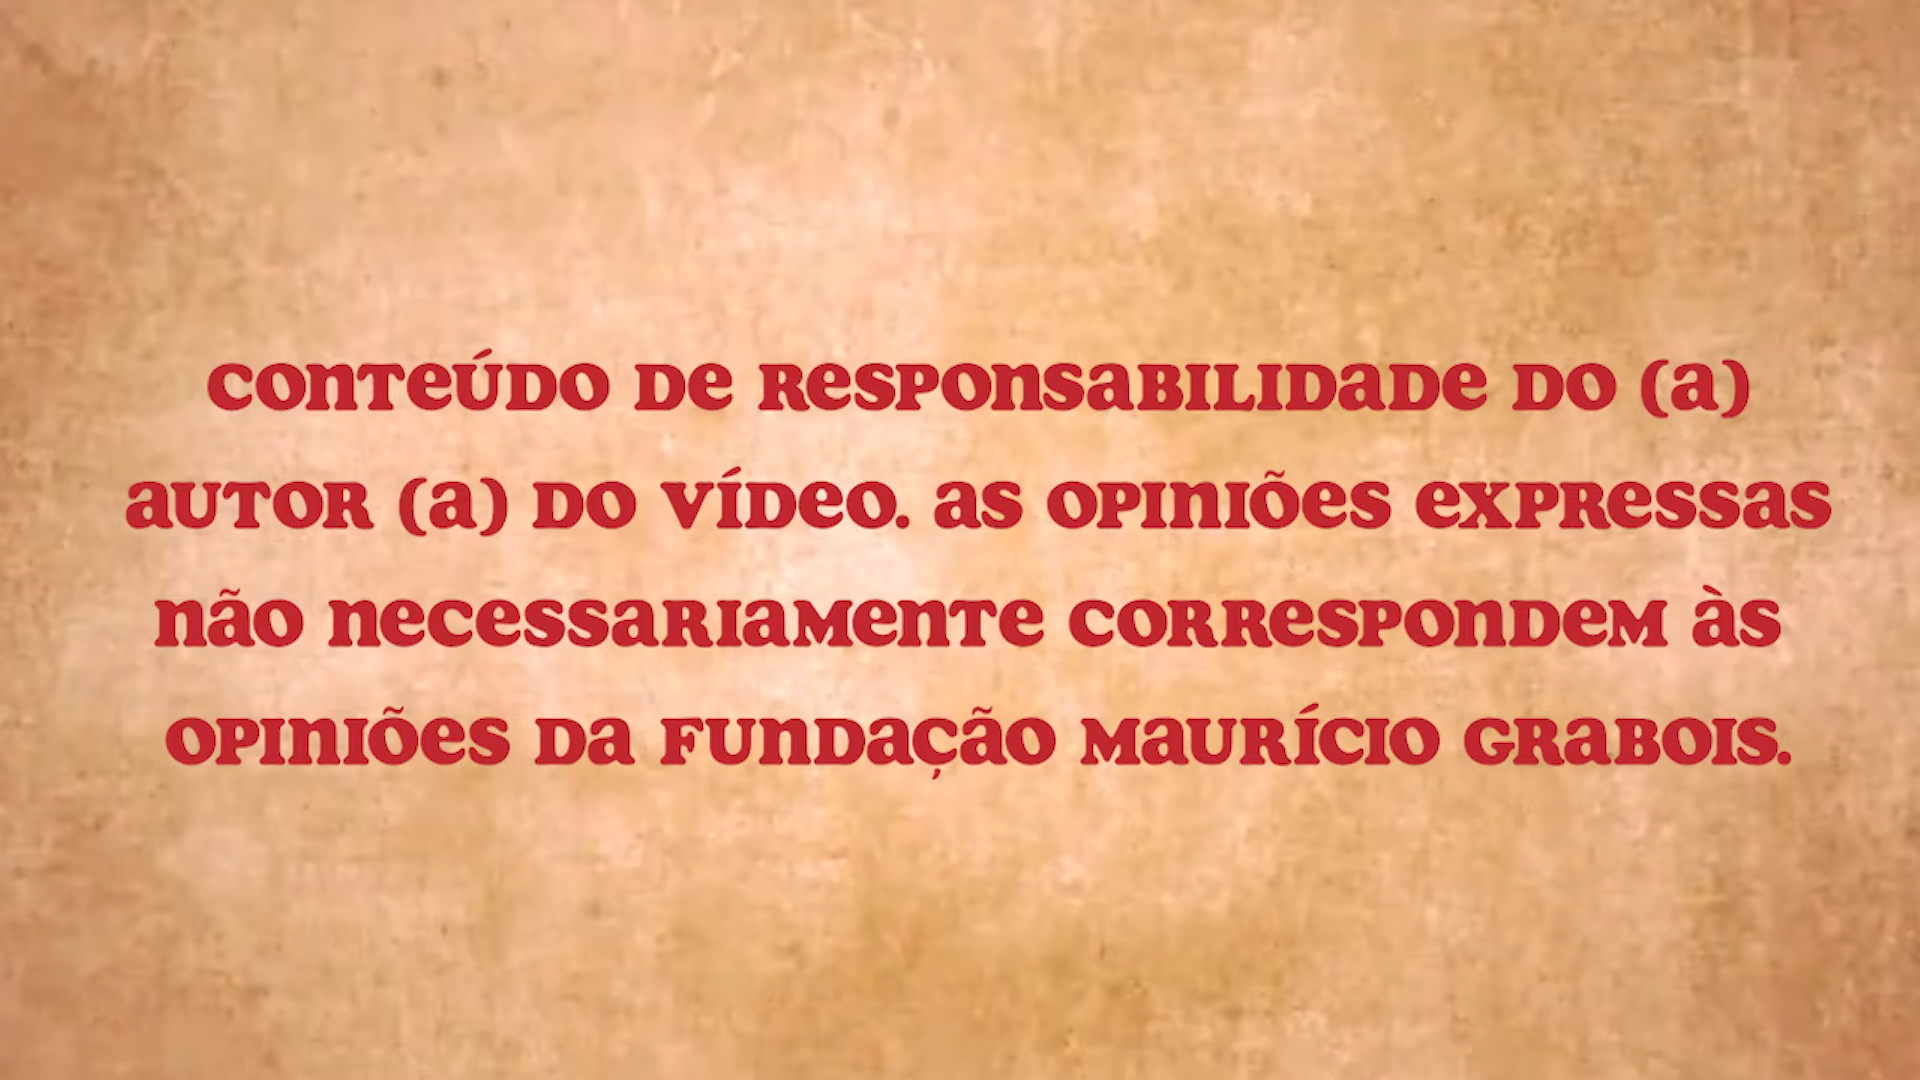 CONTEÚDO DE RESPONSABILIDADE DO (A)
AUTOR (A) DO VÍDEO. AS OPINIÕES EXPRESSAS
NÃO NECESSARIAMENTE CORRESPONDEM ÀS
OPINIÕES DA FUNDAÇÃO MAURÍCIO GRABOIS.